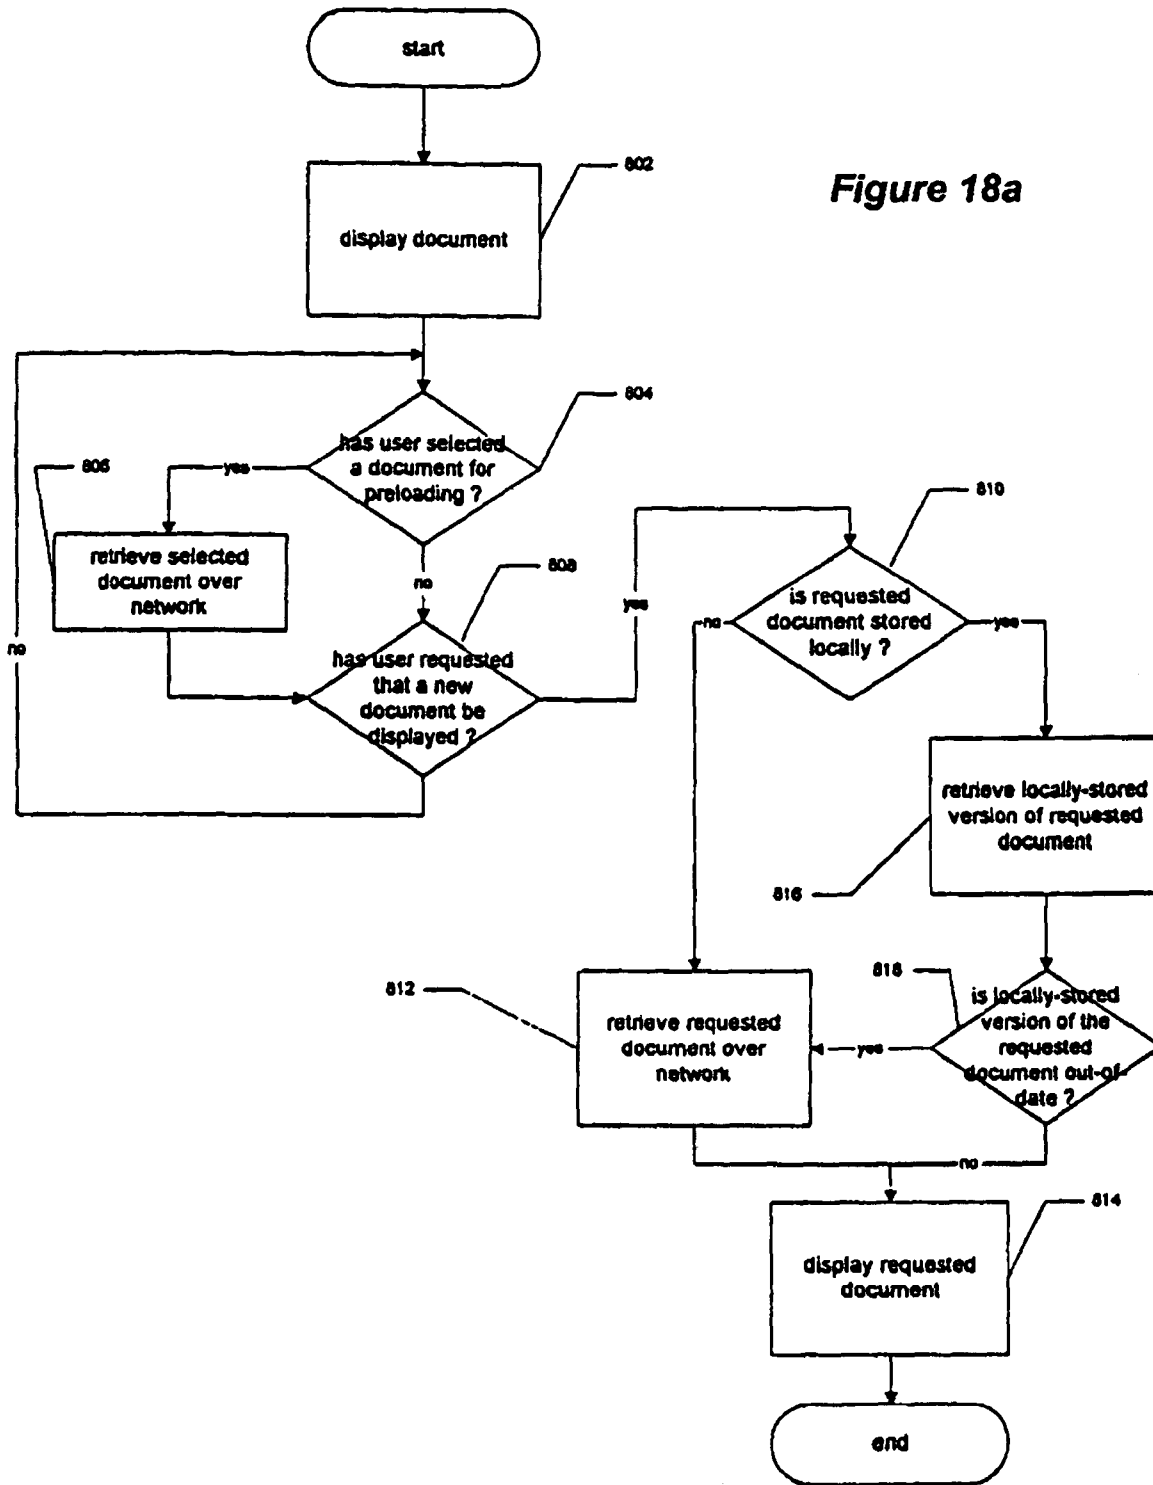 start
Figure 18a
802
display document
804
has user selected
a document for
preloading ?
yes
806
retrieve selected
document over
network
no
808
has user requested
that a new
document be
displayed ?
no
yes
810
is requested
document stored
locally ?
no
yes
retrieve locally-stored
version of requested
document
816
818
is locally-stored
version of the
requested
document out-of-
date ?
yes
812
retrieve requested
document over
network
no
814
display requested
document
end